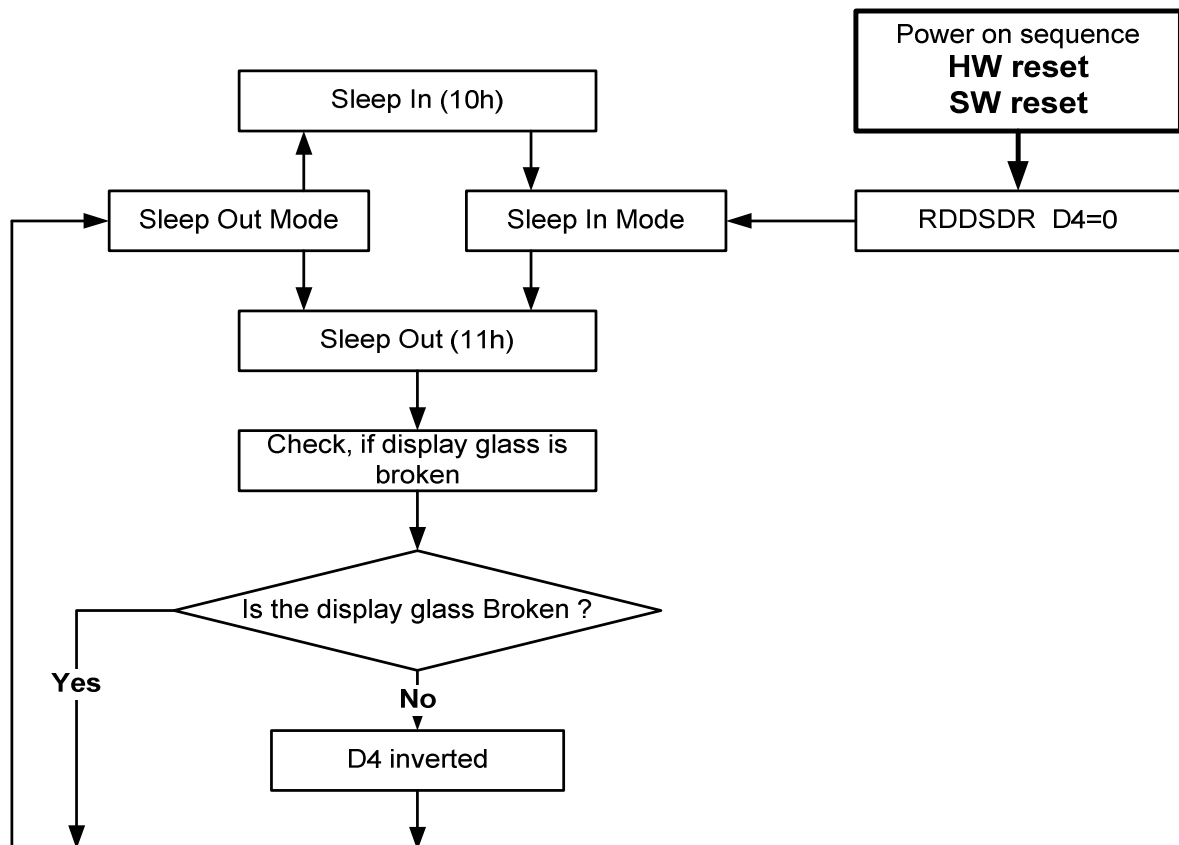 Power on sequence
HW reset
SW reset
Sleep In (10h)
Sleep Out Mode
Sleep In Mode
RDDSDR D4=0
Sleep Out (11h)
Check, if display glass is
broken
Is the display glass Broken ?
Yes
No
D4 inverted